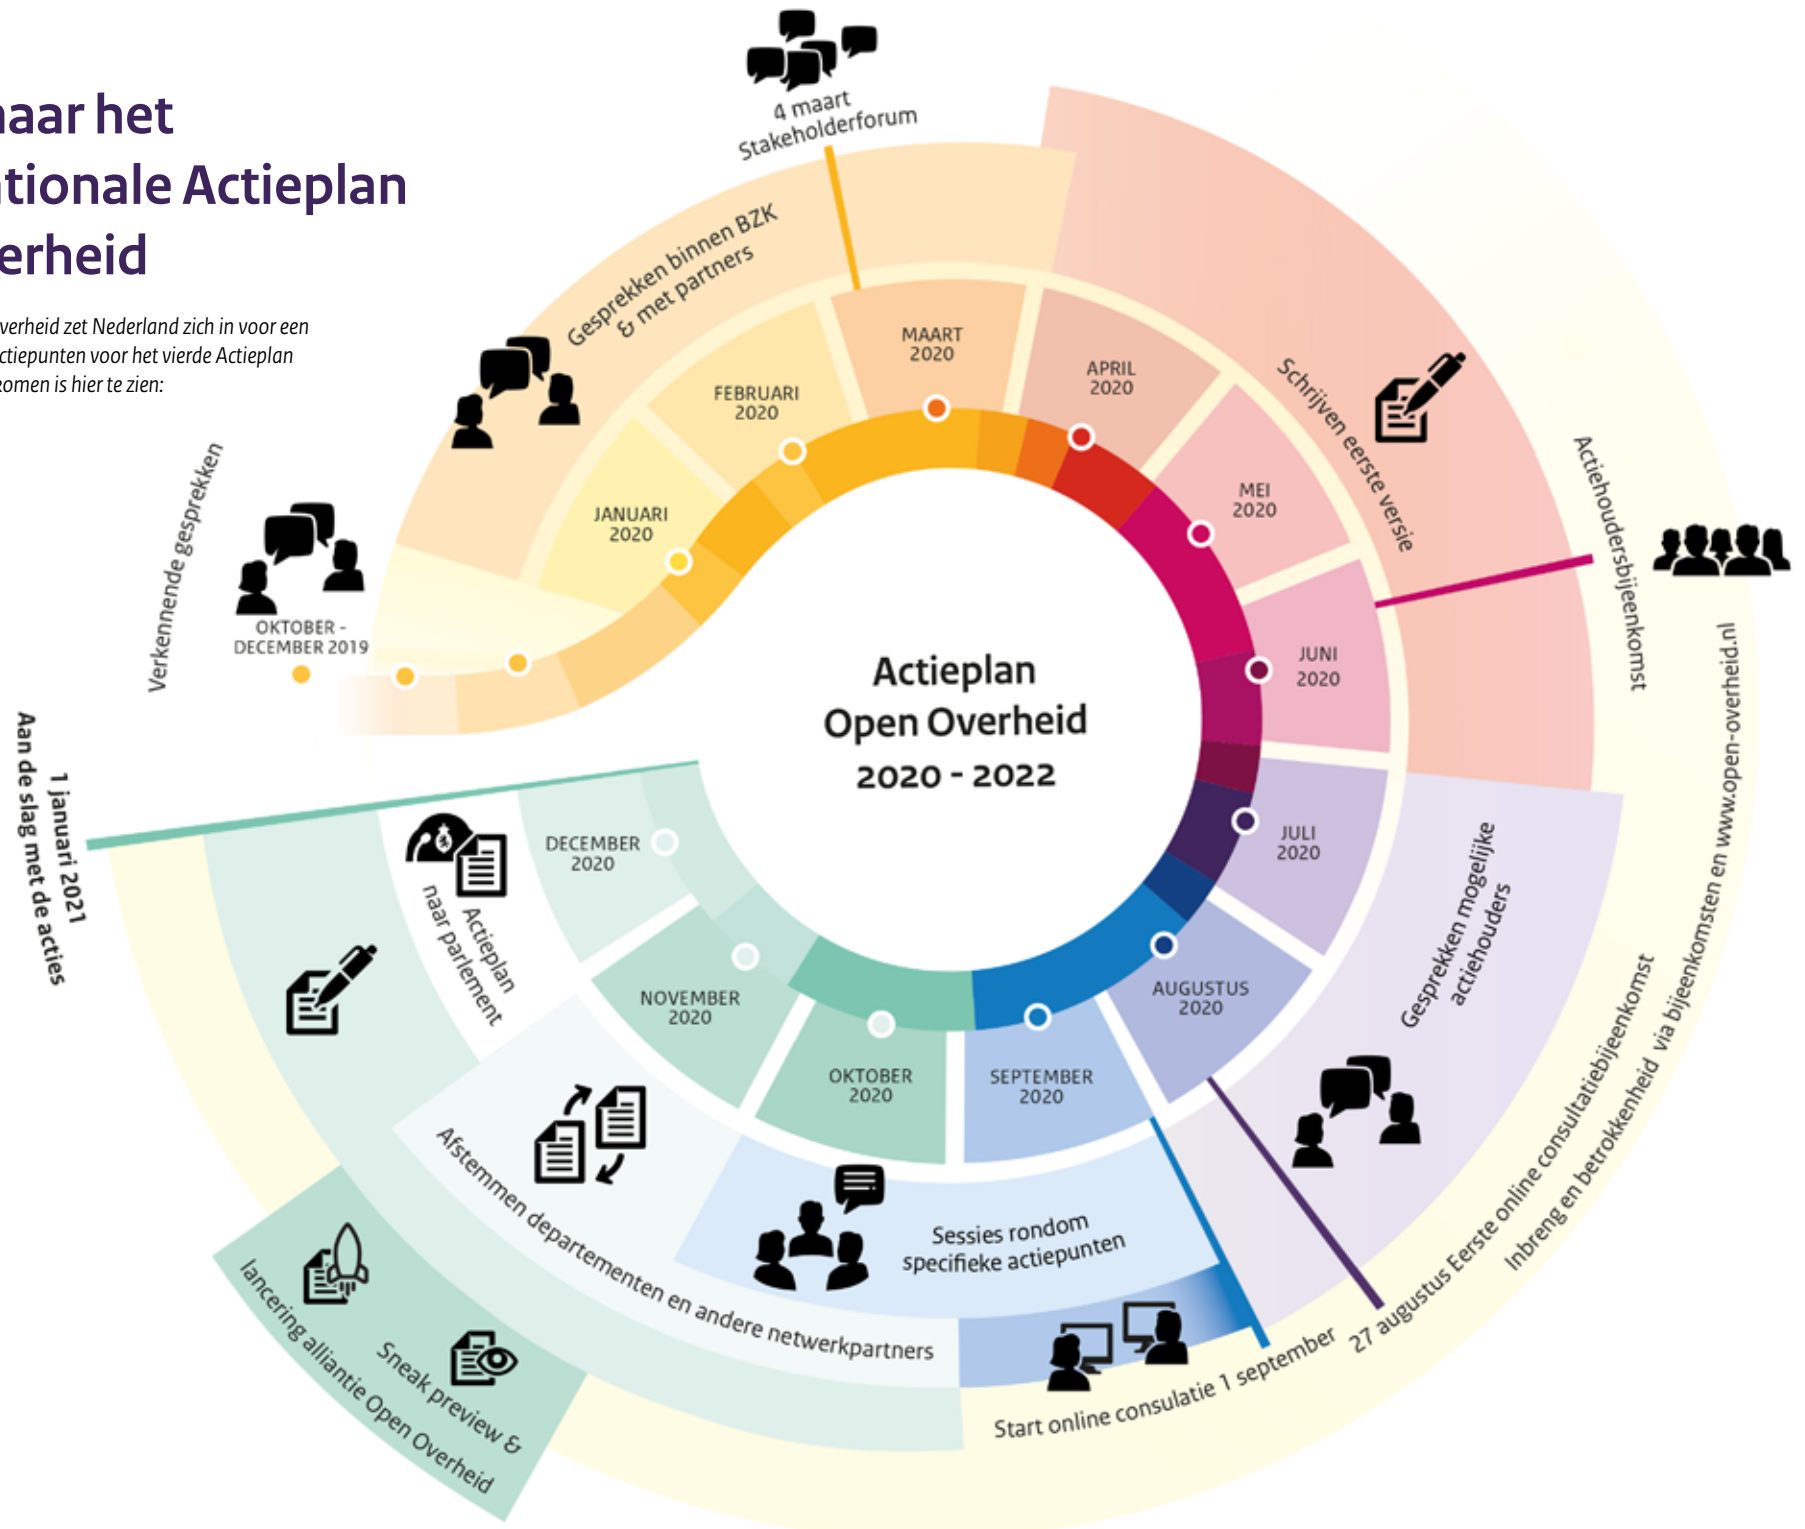 naar het
ationale Actieplan
erheid
verheid zet Nederland zich in voor een
ctiepunten voor het vierde Actieplan
komen is hier te zien:
4 maart
Stakeholderforum
Gesprekken binnen BZK
& met partners
Verkennende gesprekken
OKTOBER -
DECEMBER 2019
JANUARI
2020
FEBRUARI
2020
MAART
2020
APRIL
2020
MEI
2020
JUNI
2020
JULI
2020
AUGUSTUS
2020
SEPTEMBER
2020
OKTOBER
2020
NOVEMBER
2020
DECEMBER
2020
Actieplan
Open Overheid
2020 - 2022
Schrijven eerste versie
Actiehoudersbijeenkomst
Inbreng en betrokkenheid via bijeenkomsten en www.open-overheid.nl
Gesprekken mogelijke
actiehouders
27 augustus Eerste online consultatiebijeenkomst
Start online consulatie 1 september
Sessies rondom
specifieke actiepunten
Afstemmen departementen en andere netwerkpartners
Sneak preview &
lancering alliantie Open Overheid
Actieplan
naar parlement
1 januari 2021
Aan de slag met de acties